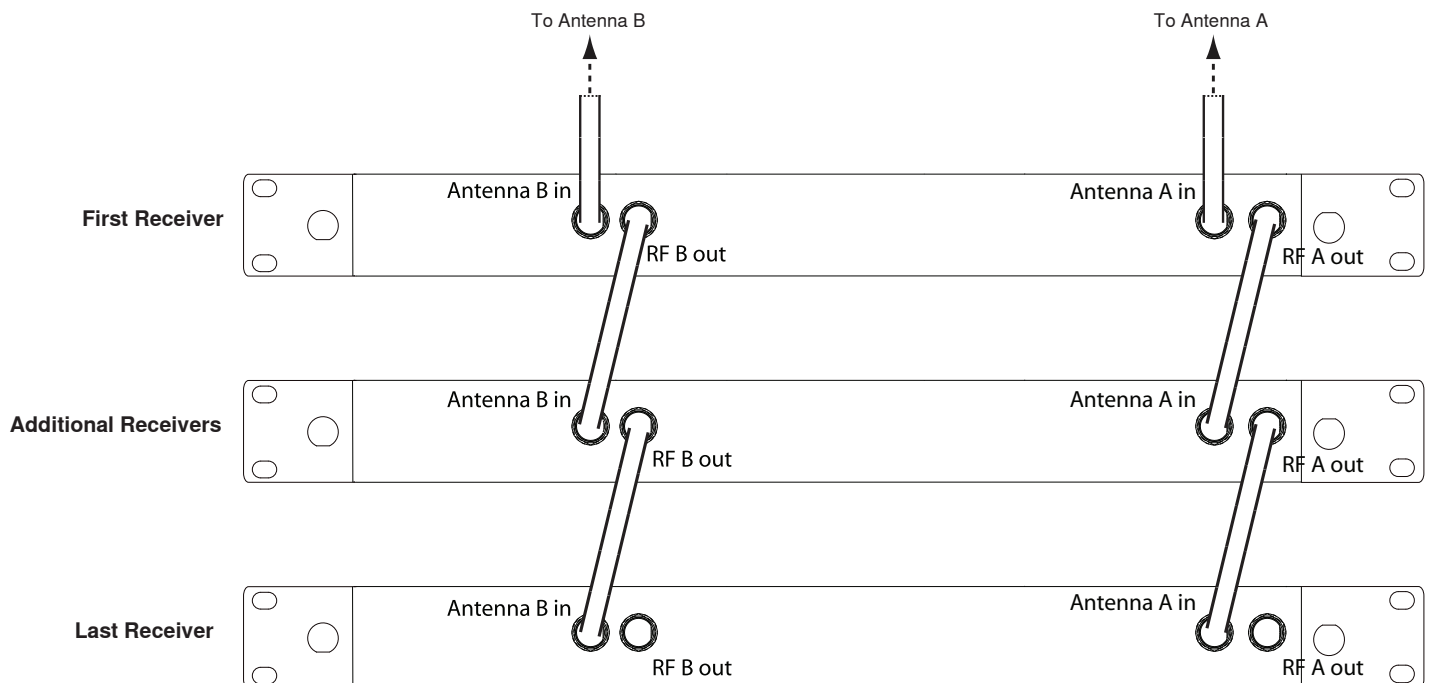 To Antenna B
To Antenna A
Antenna B in
Antenna A in
First Receiver
RF B out
RF A out
Antenna B in
Antenna A in
Additional Receivers
RF B out
RF A out
Antenna B in
Antenna A in
Last Receiver
RF B out
RF A out